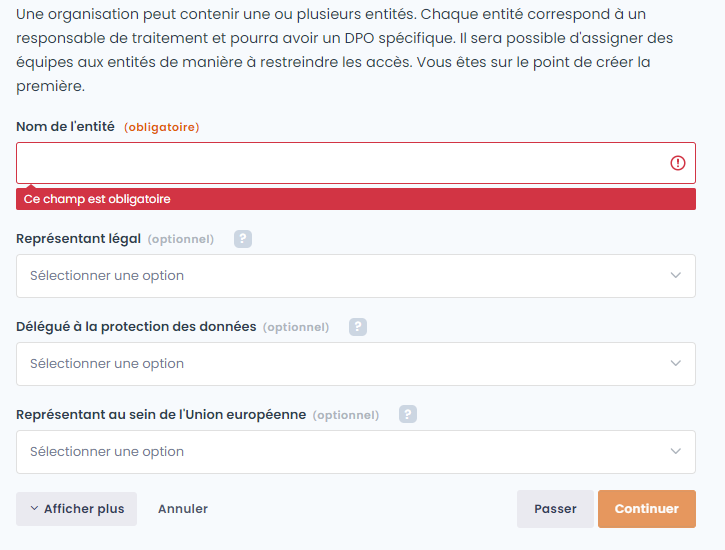 Une organisation peut contenir une ou plusieurs entités. Chaque entité correspond à un
responsable de traitement et pourra avoir un DPO spécifique. Il sera possible d'assigner des
équipes aux entités de manière à restreindre les accès. Vous êtes sur le point de créer la
première.
Nom de l'entité (obligatoire)
Ce champ est obligatoire
Représentant légal (optionnel) ?
Sélectionner une option
Délégué à la protection des données (optionnel) ?
Sélectionner une option
Représentant au sein de l'Union européenne (optionnel) ?
Sélectionner une option
Afficher plus Annuler Passer Continuer